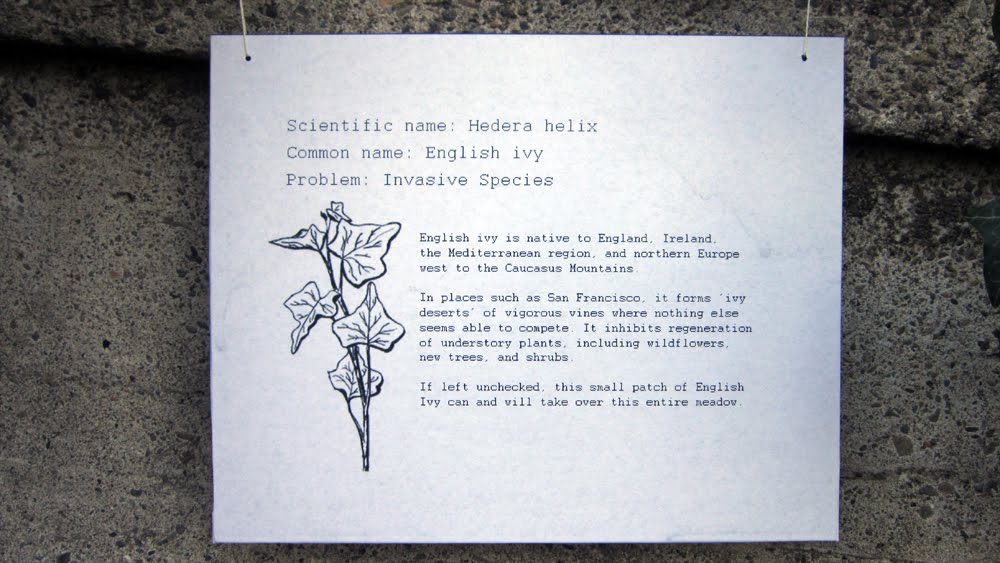 Scientific name: Hedera helix
Common name: English ivy
Problem: Invasive Species
English ivy is native to England, Ireland,
the Mediterranean region, and northern Europe
west to the Caucasus Mountains.
In places such as San Francisco, it forms 'ivy
deserts' of vigorous vines where nothing else
seems able to compete. It inhibits regeneration
of understory plants, including wildflowers,
new trees, and shrubs.
If left unchecked, this small patch of English
Ivy can and will take over this entire meadow.